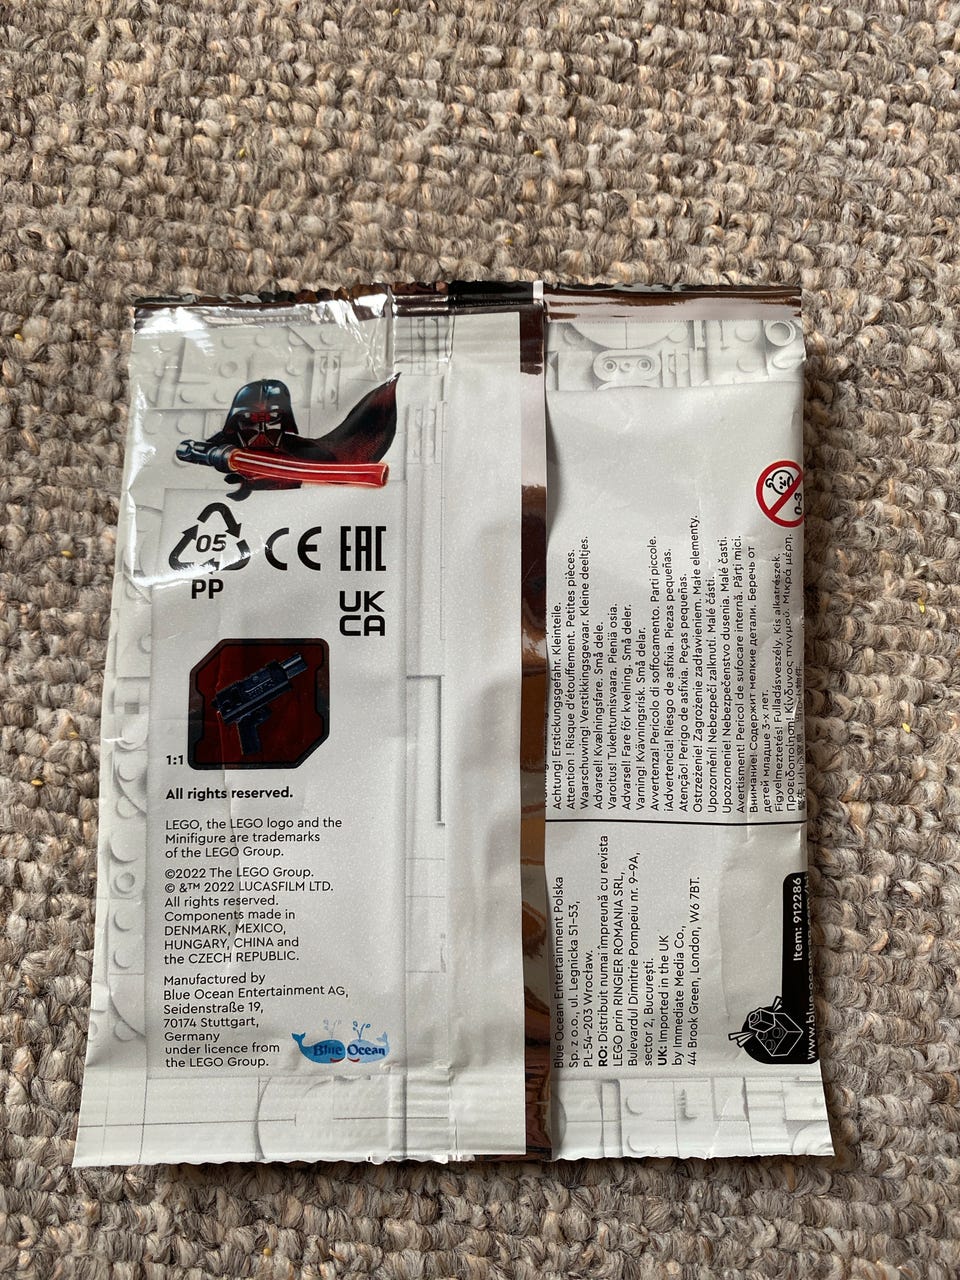 05
PP
CE
EAC
UK
CA
1:1
All rights reserved.
LEGO, the LEGO logo and the
Minifigure are trademarks
of the LEGO Group.
©2022 The LEGO Group.
© &™ 2022 LUCASFILM LTD.
All rights reserved.
Components made in
DENMARK, MEXICO,
HUNGARY, CHINA and
the CZECH REPUBLIC.
Manufactured by
Blue Ocean Entertainment AG,
Seidenstraße 19,
70174 Stuttgart,
Germany
under licence from
the LEGO Group.
Blue Ocean
Achtung! Erstickungsgefahr. Kleinteile.
Attention ! Risque d'étouffement. Petites pièces.
Waarschuwing! Verstikkingsgevaar. Kleine deeltjes.
Advarsel! Kvælningsfare. Små dele.
Varoitus! Tukehtumisvaara. Pieniä osia.
Advarsel! Fare for kvelning. Små deler.
Varning! Kvävningsrisk. Små delar.
Avvertenza! Pericolo di soffocamento. Parti piccole.
¡Advertencia! Riesgo de asfixia. Piezas pequeñas.
Atenção! Perigo de asfixia. Peças pequenas.
Ostrzeżenie! Zagrożenie zadławieniem. Małe elementy.
Upozornění! Nebezpečí zalknutí. Malé části.
Upozornenie! Nebezpečenstvo dusenia. Malé časti.
Avertisment! Pericol de sufocare internă. Părți mici.
Внимание! Содержит мелкие детали. Беречь от
детей младше 3-х лет.
Figyelmeztetés! Fulladásveszély. Kis alkatrészek.
Προειδοποίηση! Κίνδυνος πνιγμού. Μικρά μέρη.
0-3
Blue Ocean Entertainment Polska
Sp. z o.o., ul. Legnicka 51-53,
PL-54-203 Wrocław.
RO: Distribuit numai împreună cu revista
LEGO prin RINGIER ROMANIA SRL,
Bulevardul Dimitrie Pompeiu nr. 9-9A,
sector 2, București.
UK: Imported in the UK
by Immediate Media Co.,
44 Brook Green, London, W6 7BT.
Item: 912286